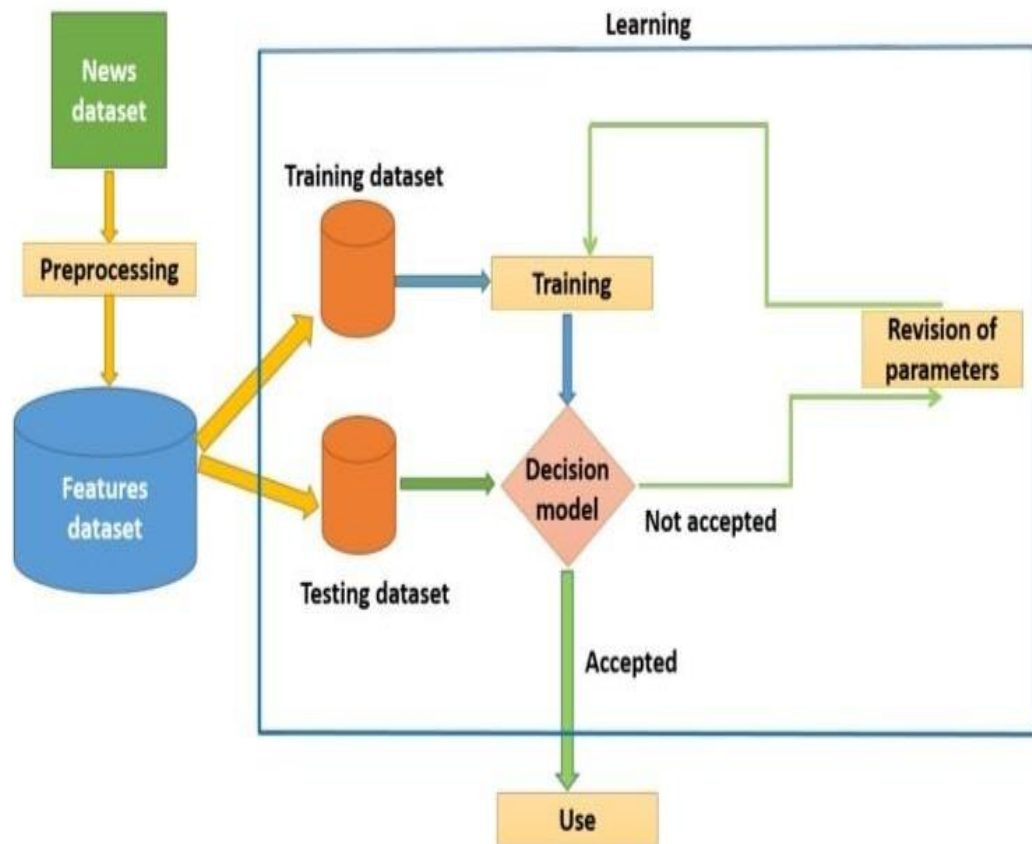 Learning
News
dataset
Training dataset
Preprocessing
Training
Revision of
parameters
Features
dataset
Decision
model
Not accepted
Testing dataset
Accepted
Use